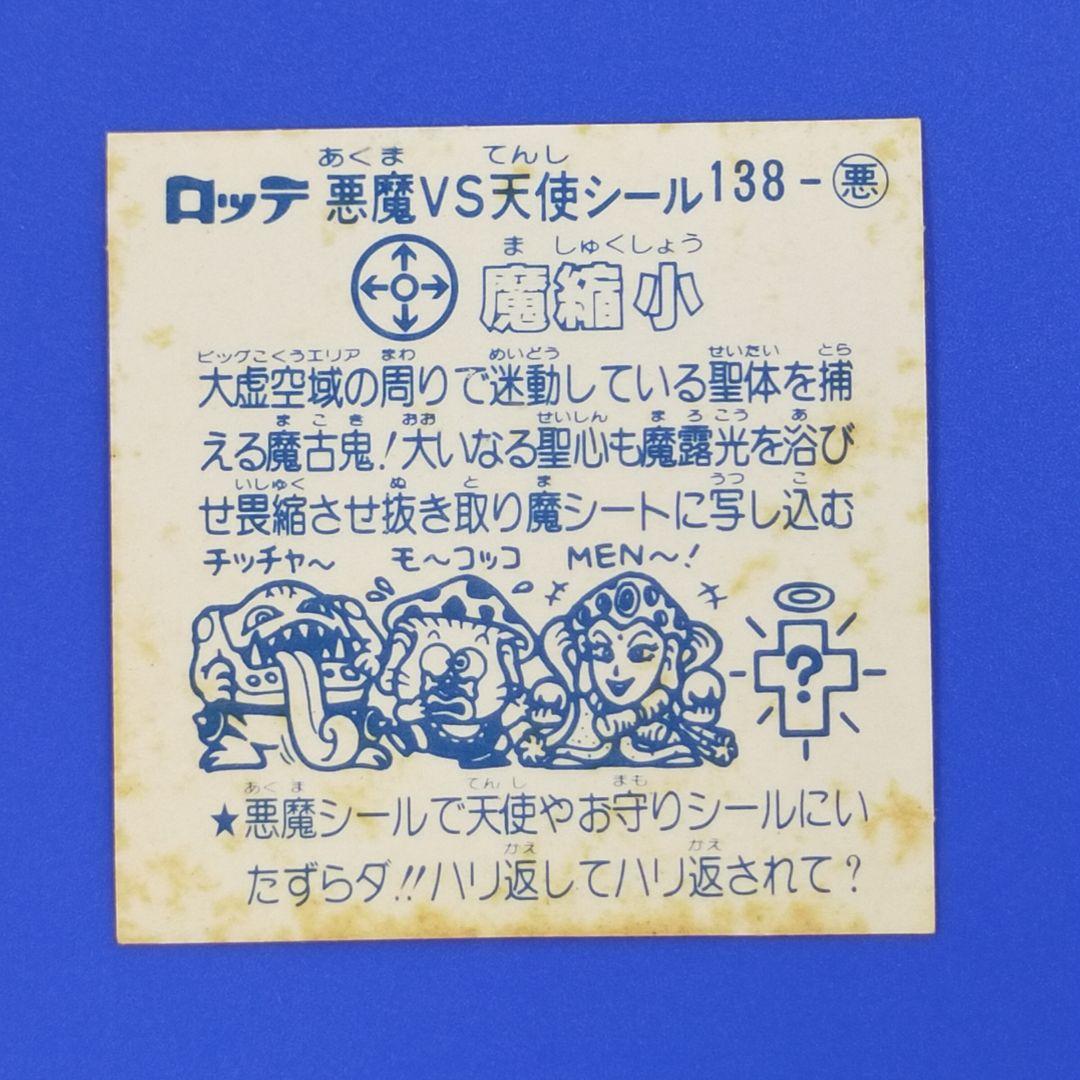 あくま てんし
ロッテ 悪魔VS天使シール 138-悪
ま しゅくしょう
魔縮小
ビッグこくうエリア まわ めいどう せいたい とら
大虚空域の周りで迷動している聖体を捕
まこき おお せいしん まろこう あ
える魔古鬼!大いなる聖心も魔露光を浴び
いしゅく ぬ と ま うつ こ
せ畏縮させ抜き取り魔シートに写し込む
チッチャ〜 モ〜コッコ MEN〜!
?
あくま てんし まも
★悪魔シールで天使やお守りシールにい
かえ かえ
たずらダ!!ハリ返してハリ返されて?